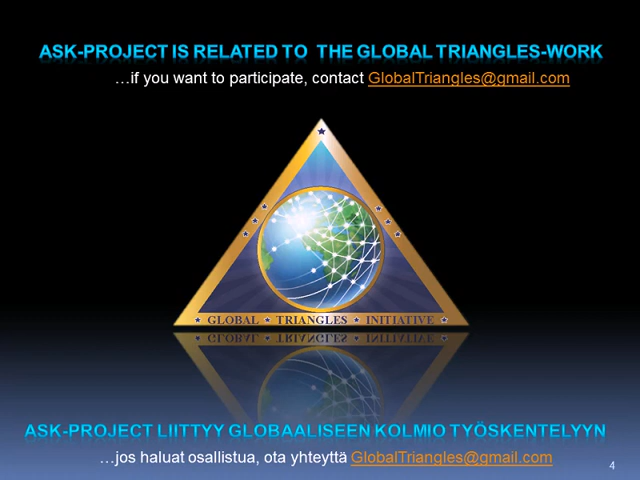 ASK-PROJECT IS RELATED TO THE GLOBAL TRIANGLES-WORK
…if you want to participate, contact GlobalTriangles@gmail.com
GLOBAL TRIANGLES INITIATIVE
ASK-PROJECT LIITTYY GLOBAALISEEN KOLMIO TYÖSKENTELYYN
…jos haluat osallistua, ota yhteyttä GlobalTriangles@gmail.com
4